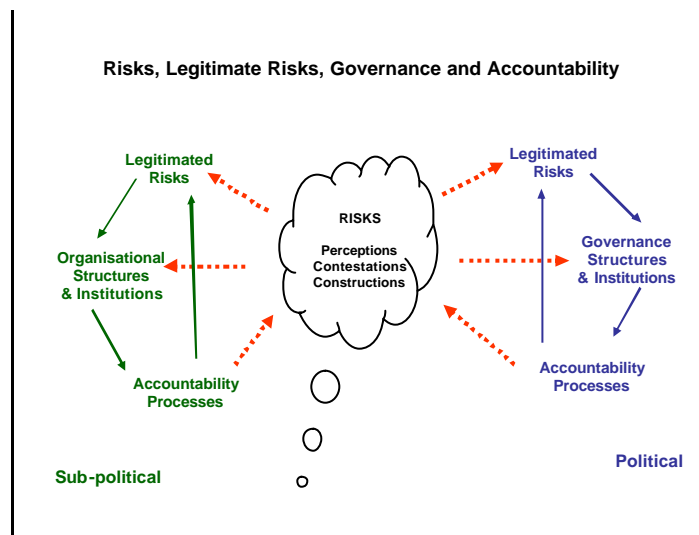 Risks, Legitimate Risks, Governance and Accountability
Legitimated
Risks
Organisational
Structures
& Institutions
Accountability
Processes
Sub-political
RISKS
Perceptions
Contestations
Constructions
Legitimated
Risks
Governance
Structures
& Institutions
Accountability
Processes
Political